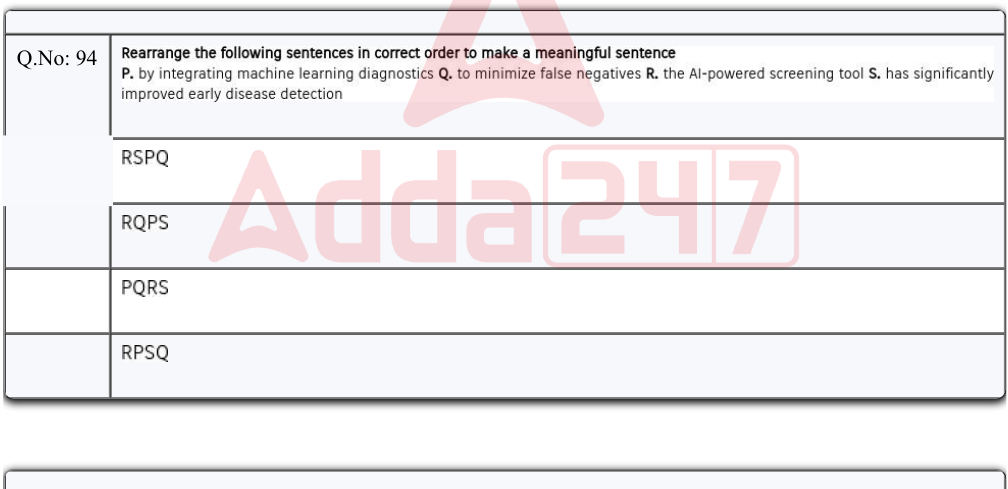 Q.No: 94
Rearrange the following sentences in correct order to make a meaningful sentence
P. by integrating machine learning diagnostics Q. to minimize false negatives R. the AI-powered screening tool S. has significantly
improved early disease detection
RSPQ
Adda247
RQPS
PQRS
RPSQ